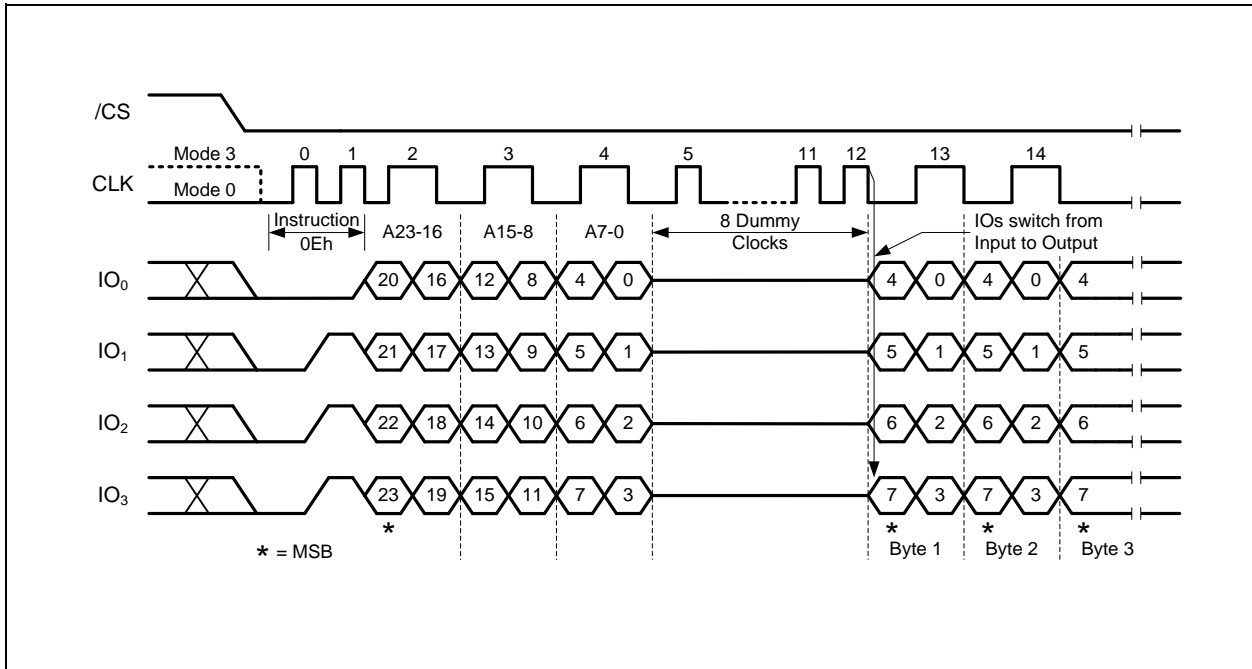 /CS
Mode 3 0 1 2 3 4 5 11 12 13 14
CLK Mode 0
Instruction 8 Dummy IOs switch from
0Eh A23-16 A15-8 A7-0 Clocks Input to Output
IO0 20 16 12 8 4 0 4 0 4 0 4
IO1 21 17 13 9 5 1 5 1 5 1 5
IO2 22 18 14 10 6 2 6 2 6 2 6
IO3 23 19 15 11 7 3 7 3 7 3 7
* * * *
* = MSB Byte 1 Byte 2 Byte 3